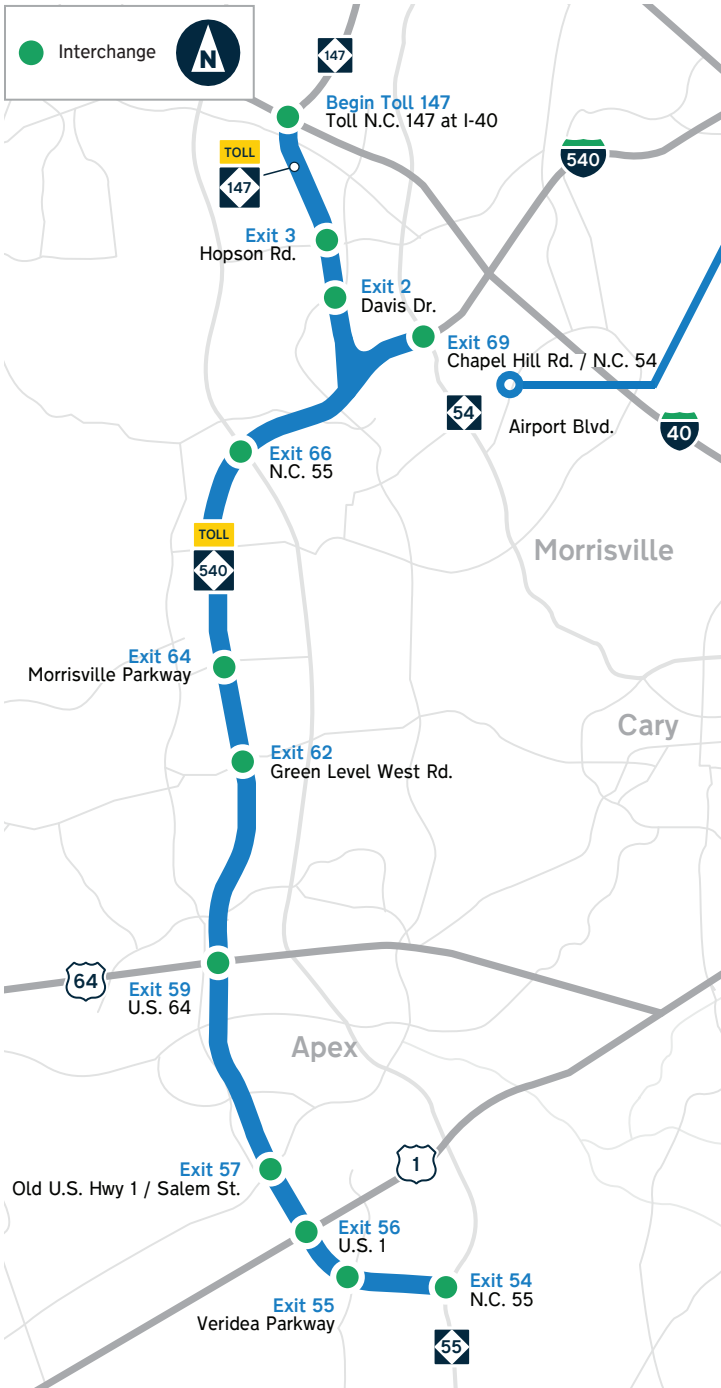 Interchange
N
147
Begin Toll 147
Toll N.C. 147 at I-40
TOLL
147
540
Exit 3
Hopson Rd.
Exit 2
Davis Dr.
Exit 69
Chapel Hill Rd. / N.C. 54
54
Airport Blvd.
40
Exit 66
N.C. 55
TOLL
540
Morrisville
Exit 64
Morrisville Parkway
Cary
Exit 62
Green Level West Rd.
64
Exit 59
U.S. 64
Apex
Exit 57
Old U.S. Hwy 1 / Salem St.
1
Exit 56
U.S. 1
Exit 55
Veridea Parkway
Exit 54
N.C. 55
55